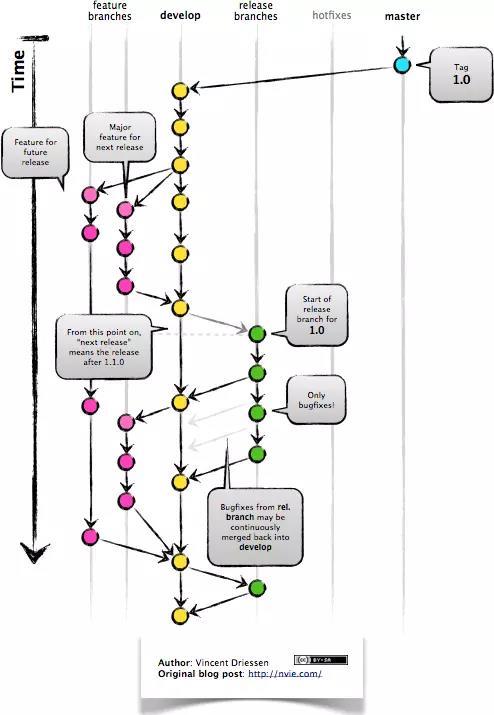 feature
branches
develop
release
branches
hotfixes
master
Time
Tag
1.0
Major
feature for
next release
Feature for
future
release
Start of
release
branch for
1.0
From this point on,
"next release"
means the release
after 1.1.0
Only
bugfixes!
Bugfixes from rel.
branch may be
continuously
merged back into
develop
Author: Vincent Driessen
(cc) BY-SA
Original blog post: http://nvie.com/